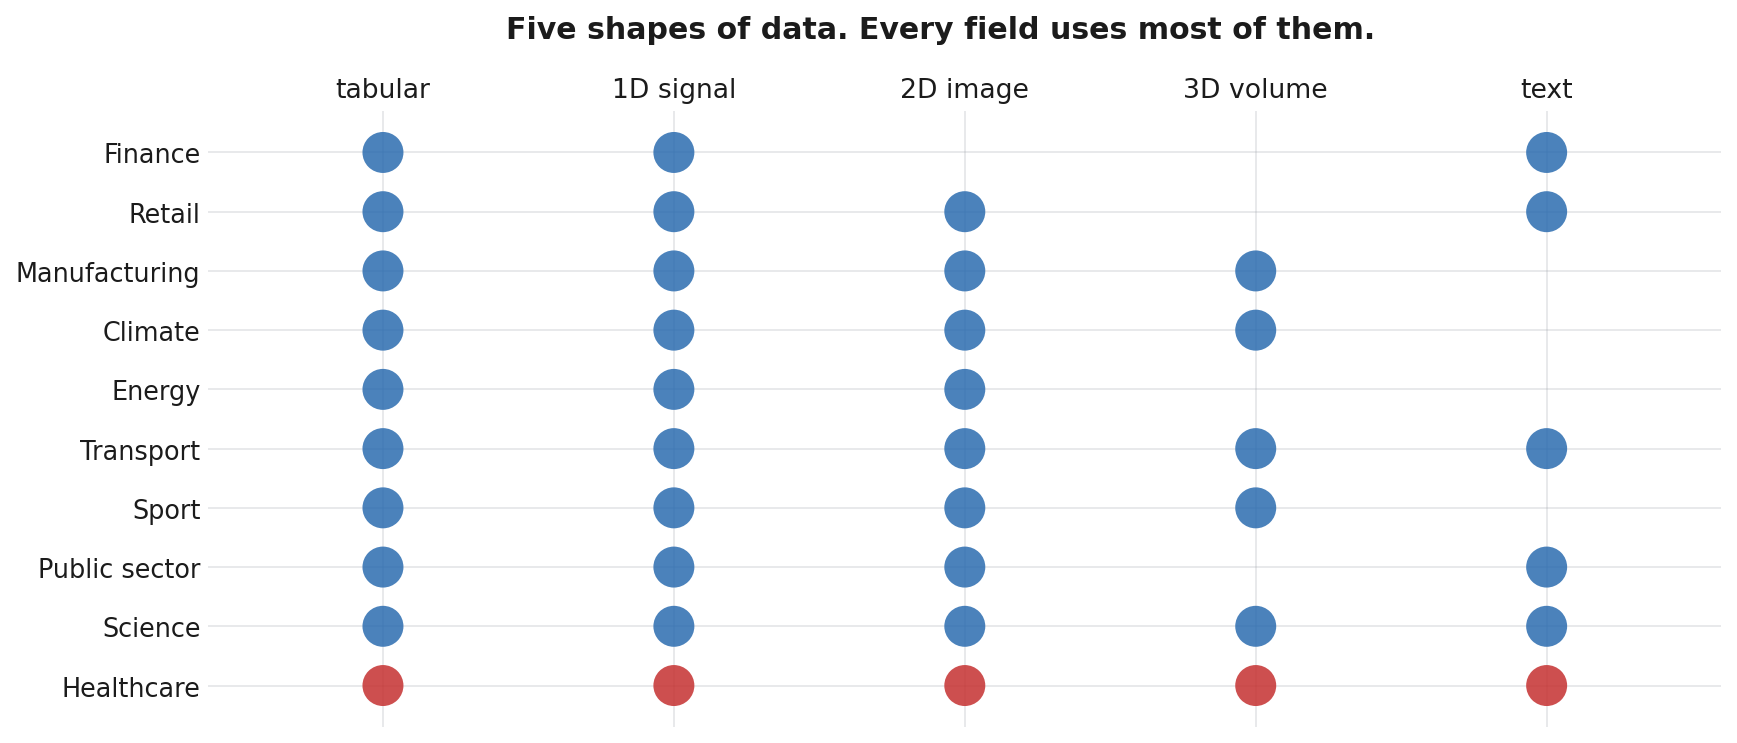 Five shapes of data. Every field uses most of them.
tabular 1D signal 2D image 3D volume text
Finance
Retail
Manufacturing
Climate
Energy
Transport
Sport
Public sector
Science
Healthcare